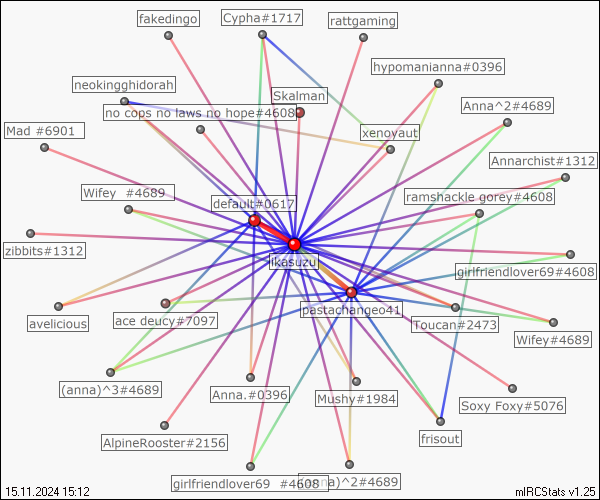 fakedingo
Cypha#1717
rattgaming
hypomanianna#0396
neokingghidorah
Skalman
no cops no laws no hope#4608
Anna^2#4689
Mad #6901
xenoyaut
Annarchist#1312
Wifey #4689
default#0617
ramshackle gorey#4608
zibbits#1312
likasuzu
girlfriendlover69#4608
avelicious
ace deucy#7097
pastachangeo41
Toucan#2473
Wifey#4689
(anna)^3#4689
Anna.#0396
Mushy#1984
Soxy Foxy#5076
AlpineRooster#2156
frisout
girlfriendlover69 #4608
(anna)^2#4689
15.11.2024 15:12
mIRCStats v1.25